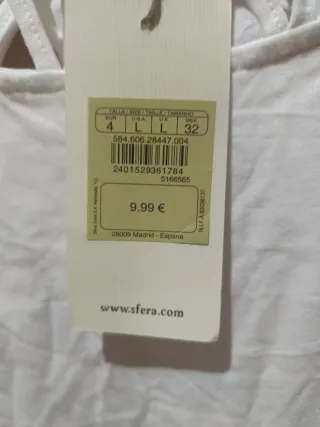 TALLA / SIZE / TAILLE / TAMANHO
EUR U.S.A. U.K. MEX
4 L L 32
584.606.28447.004
2401529361784
5166565
9.99 €
28009 Madrid - Espana
www.sfera.com